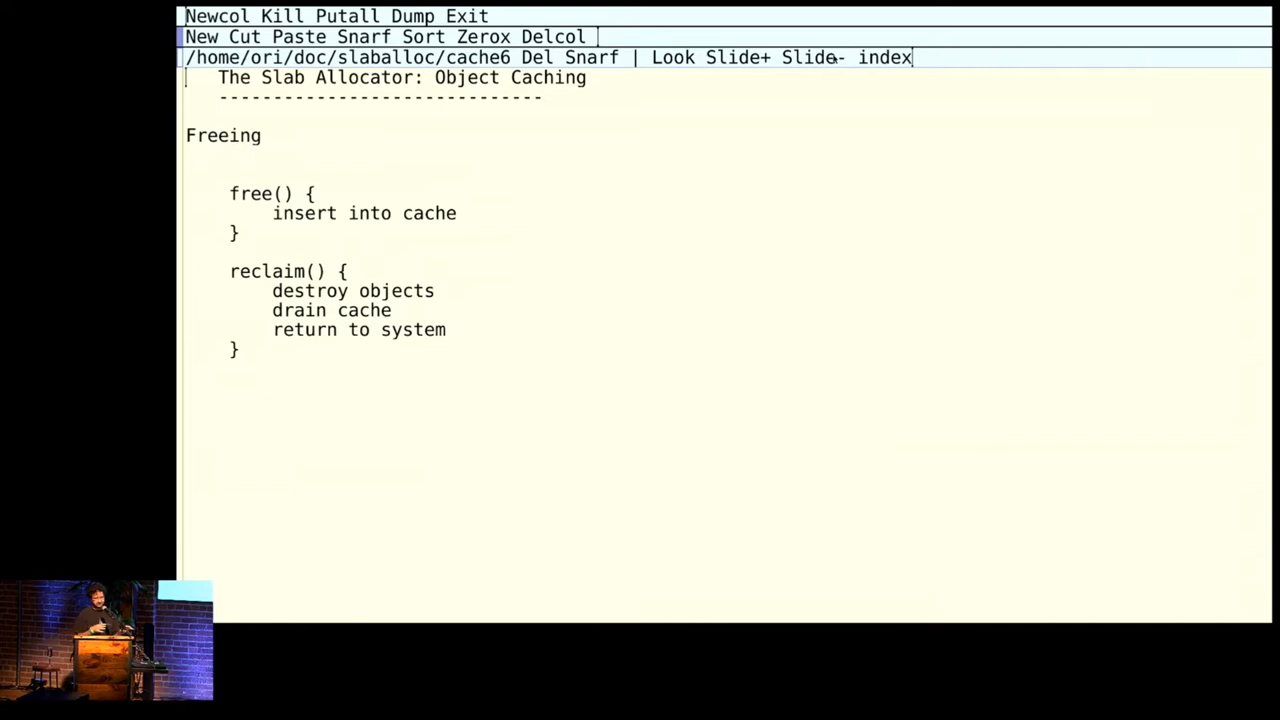 Newcol Kill Putall Dump Exit
New Cut Paste Snarf Sort Zerox Delcol
/home/ori/doc/slaballoc/cache6 Del Snarf | Look Slide+ Slide- index
The Slab Allocator: Object Caching
------------------------------
Freeing
free() {
insert into cache
}
reclaim() {
destroy objects
drain cache
return to system
}